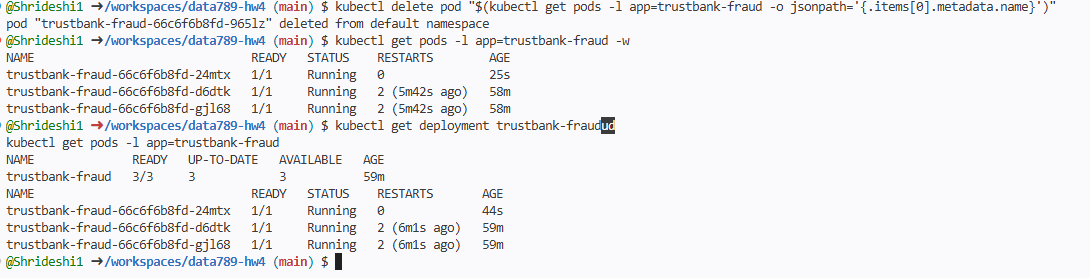 @Shrideshi1 ➜/workspaces/data789-hw4 (main) $ kubectl delete pod "$(kubectl get pods -l app=trustbank-fraud -o jsonpath='{.items[0].metadata.name}')"
pod "trustbank-fraud-66c6f6b8fd-965lz" deleted from default namespace
@Shrideshi1 ➜/workspaces/data789-hw4 (main) $ kubectl get pods -l app=trustbank-fraud -w
NAME READY STATUS RESTARTS AGE
trustbank-fraud-66c6f6b8fd-24mtx 1/1 Running 0 25s
trustbank-fraud-66c6f6b8fd-d6dtk 1/1 Running 2 (5m42s ago) 58m
trustbank-fraud-66c6f6b8fd-gjl68 1/1 Running 2 (5m42s ago) 58m
@Shrideshi1 ➜/workspaces/data789-hw4 (main) $ kubectl get deployment trustbank-fraudud
kubectl get pods -l app=trustbank-fraud
NAME READY UP-TO-DATE AVAILABLE AGE
trustbank-fraud 3/3 3 3 59m
NAME READY STATUS RESTARTS AGE
trustbank-fraud-66c6f6b8fd-24mtx 1/1 Running 0 44s
trustbank-fraud-66c6f6b8fd-d6dtk 1/1 Running 2 (6m1s ago) 59m
trustbank-fraud-66c6f6b8fd-gjl68 1/1 Running 2 (6m1s ago) 59m
@Shrideshi1 ➜/workspaces/data789-hw4 (main) $